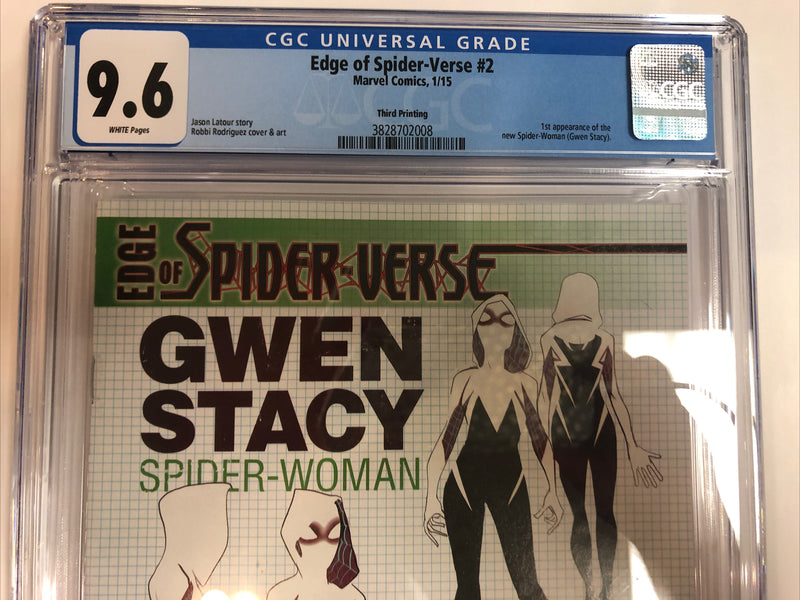 CGC UNIVERSAL GRADE
9.6
WHITE Pages
Edge of Spider-Verse #2
Marvel Comics, 1/15
Third Printing
Jason Latour story
Robbi Rodriguez cover & art
3828702008
1st appearance of the
new Spider-Woman (Gwen Stacy).
CGC
CGC
EDGE OF SPIDER-VERSE
GWEN
STACY
SPIDER-WOMAN